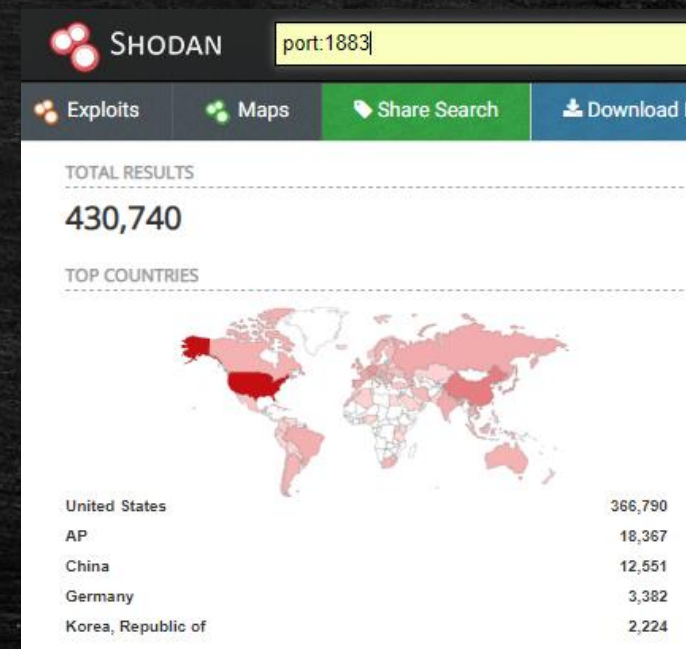 SHODAN
port:1883
Exploits
Maps
Share Search
Download
TOTAL RESULTS
430,740
TOP COUNTRIES
United States 366,790
AP 18,367
China 12,551
Germany 3,382
Korea, Republic of 2,224